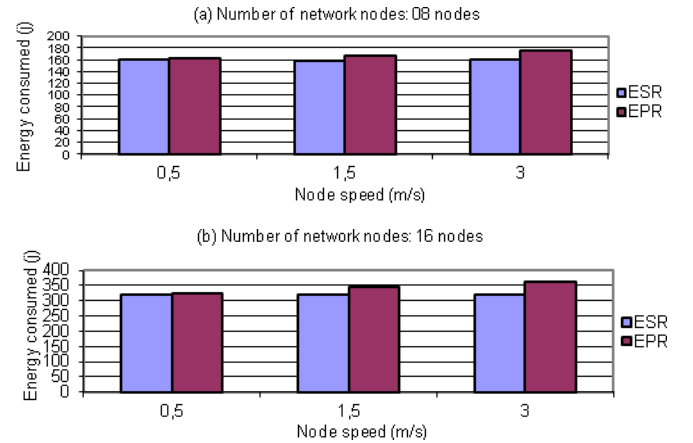 (a) Number of network nodes: 08 nodes
Energy consumed (j)
200
180
160
140
120
100
80
60
40
20
0
0,5
1,5
3
Node speed (m/s)
ESR
EPR
(b) Number of network nodes: 16 nodes
Energy consumed (j)
400
350
300
250
200
150
100
50
0
0,5
1,5
3
Node speed (m/s)
ESR
EPR